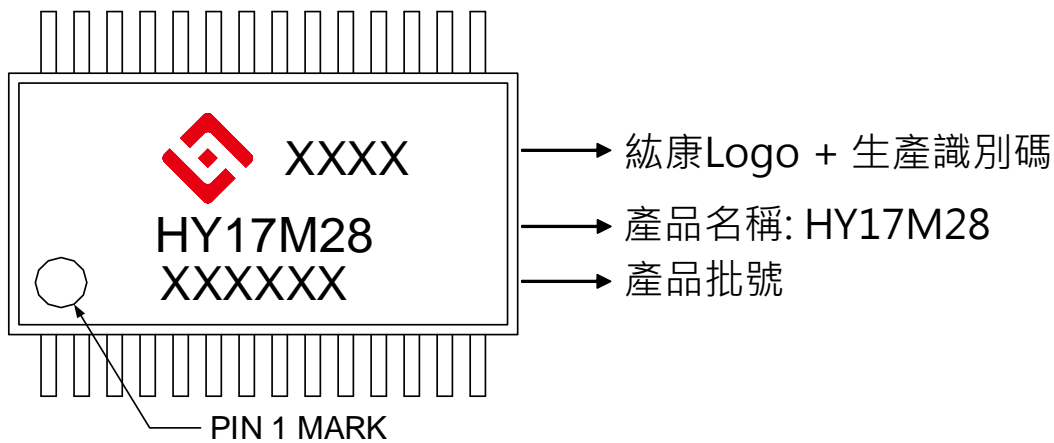 XXXX
紘康Logo + 生產識別碼
HY17M28
產品名稱: HY17M28
XXXXXX
產品批號
PIN 1 MARK